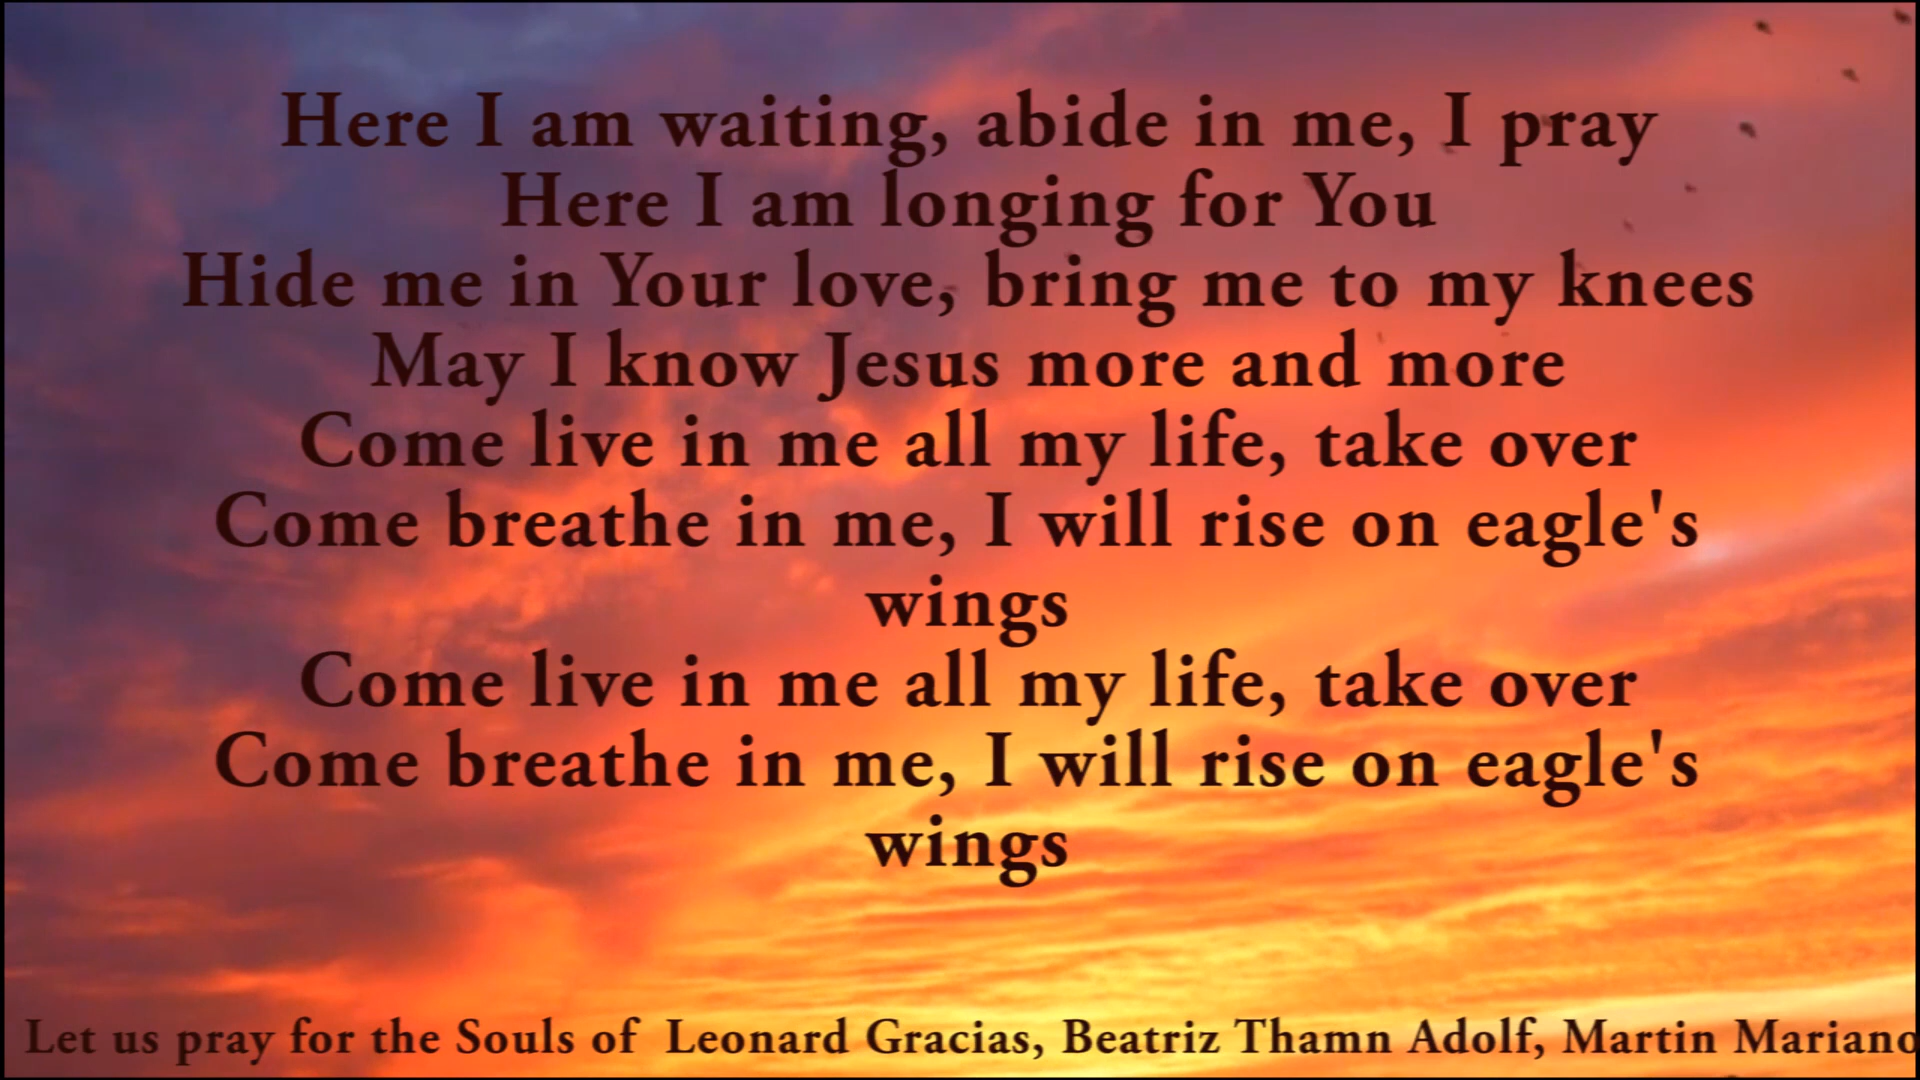 Here I am waiting, abide in me, I pray
Here I am longing for You
Hide me in Your love, bring me to my knees
May I know Jesus more and more
Come live in me all my life, take over
Come breathe in me, I will rise on eagle's
wings
Come live in me all my life, take over
Come breathe in me, I will rise on eagle's
wings
Let us pray for the Souls of Leonard Gracias, Beatriz Thamn Adolf, Martin Mariano